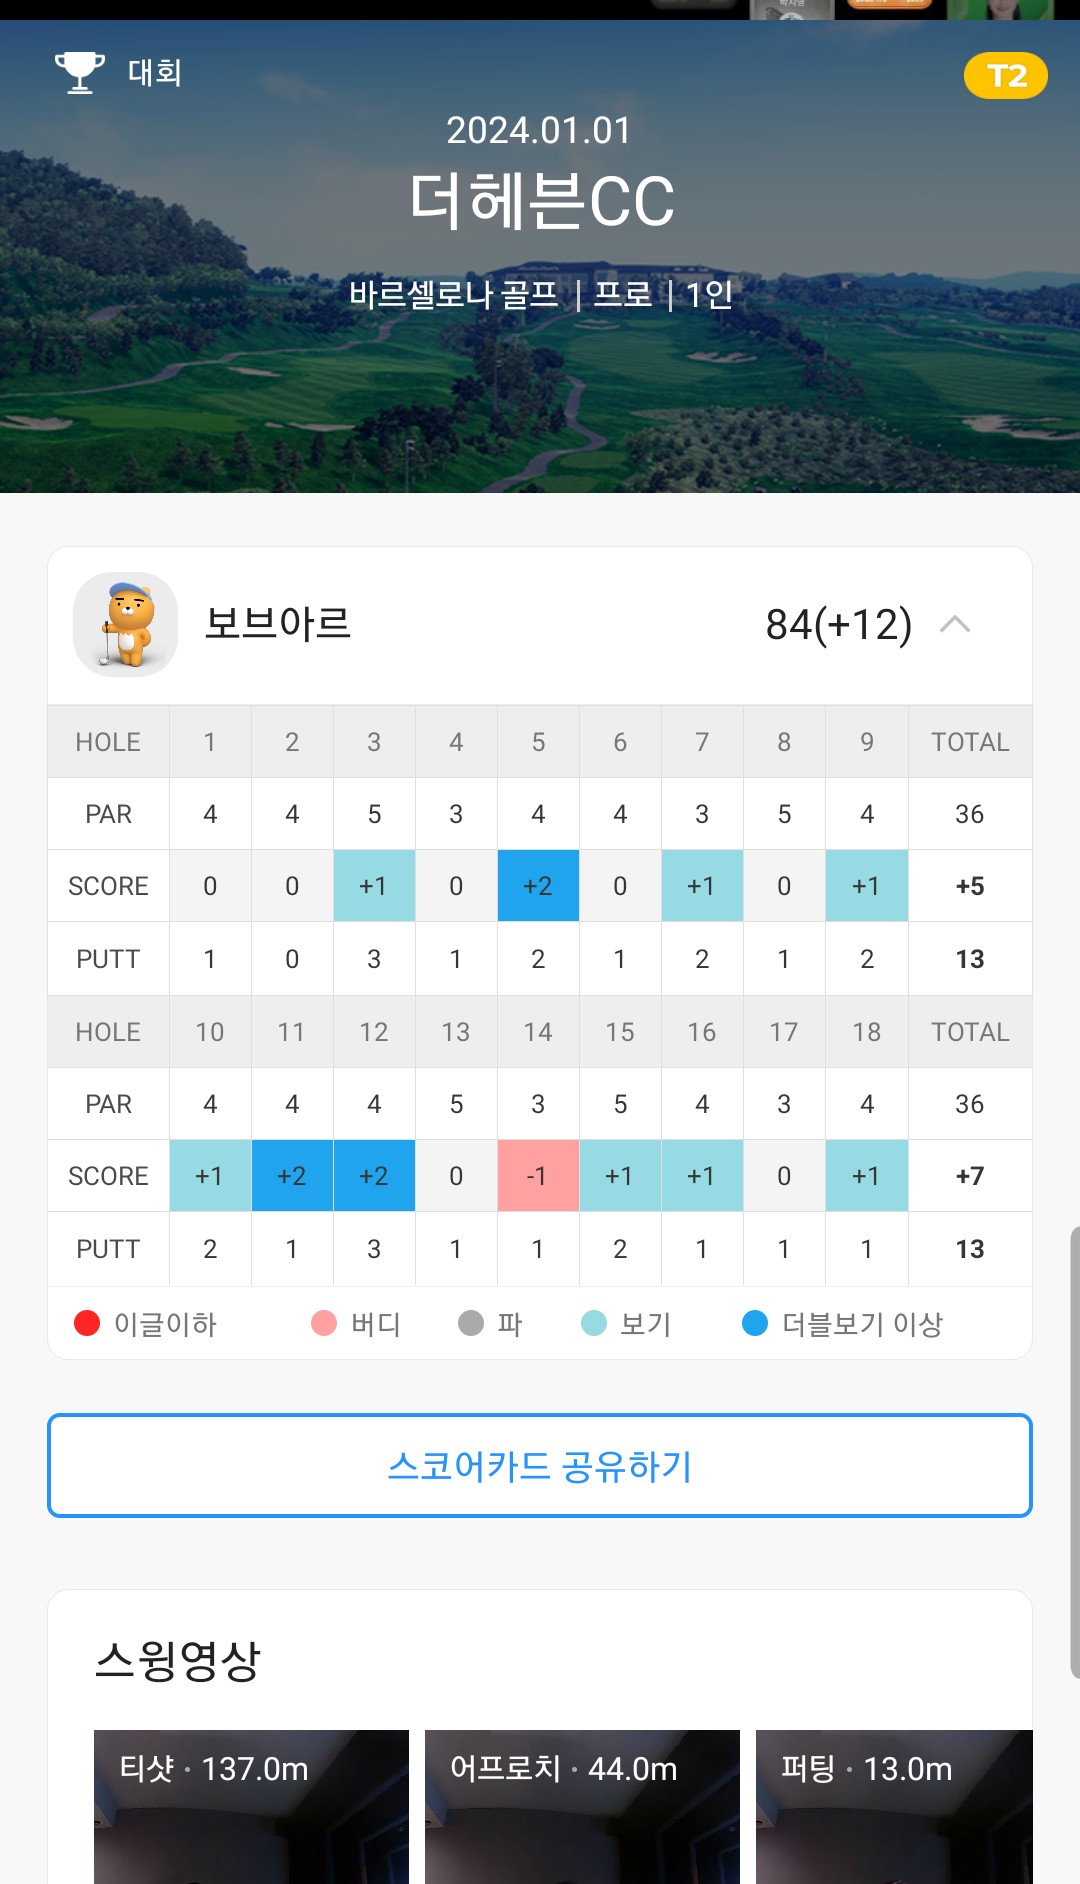 박지영
대회
T2
2024.01.01
더헤븐CC
바르셀로나 골프 | 프로 | 1인
보브아르 84(+12)
HOLE 1 2 3 4 5 6 7 8 9 TOTAL
PAR 4 4 5 3 4 4 3 5 4 36
SCORE 0 0 +1 0 +2 0 +1 0 +1 +5
PUTT 1 0 3 1 2 1 2 1 2 13
HOLE 10 11 12 13 14 15 16 17 18 TOTAL
PAR 4 4 4 5 3 5 4 3 4 36
SCORE +1 +2 +2 0 -1 +1 +1 0 +1 +7
PUTT 2 1 3 1 1 2 1 1 1 13
이글이하 버디 파 보기 더블보기 이상
스코어카드 공유하기
스윙영상
티샷 · 137.0m 어프로치 · 44.0m 퍼팅 · 13.0m